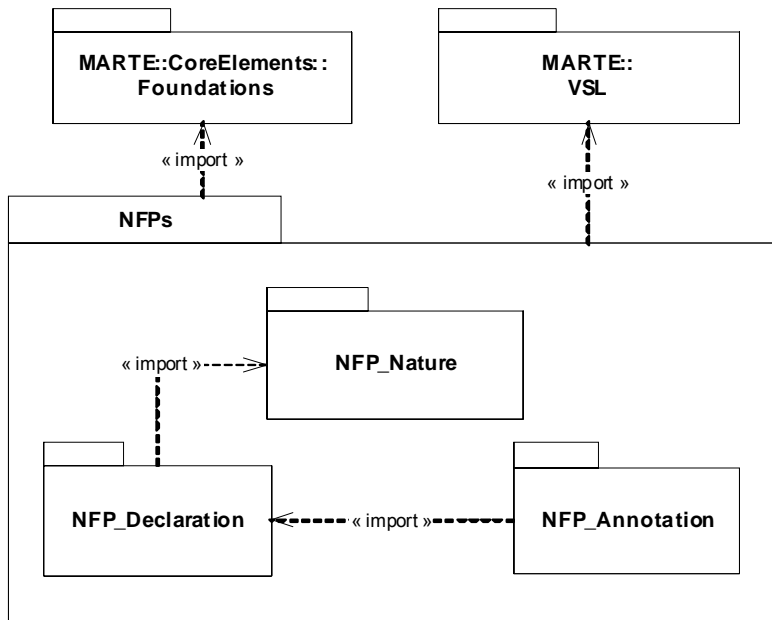 MARTE::CoreElements::
Foundations
MARTE::
VSL
« import »
« import »
NFPs
« import »
NFP_Nature
NFP_Declaration
« import »
NFP_Annotation